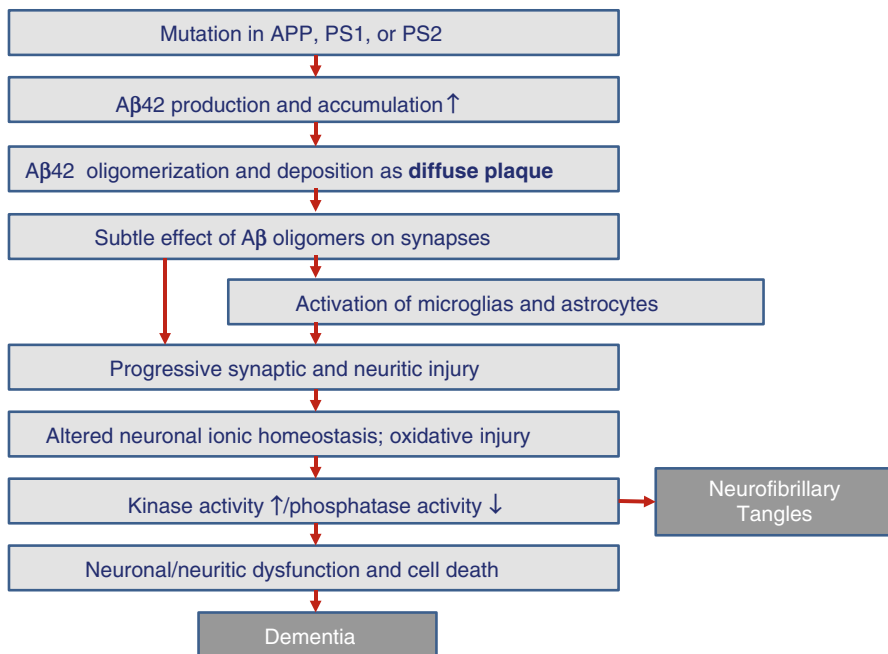 Mutation in APP, PS1, or PS2
Aβ42 production and accumulation↑
Aβ42 oligomerization and deposition as diffuse plaque
Subtle effect of Aβ oligomers on synapses
Activation of microglias and astrocytes
Progressive synaptic and neuritic injury
Altered neuronal ionic homeostasis; oxidative injury
Kinase activity ↑/phosphatase activity ↓
Neurofibrillary
Tangles
Neuronal/neuritic dysfunction and cell death
Dementia